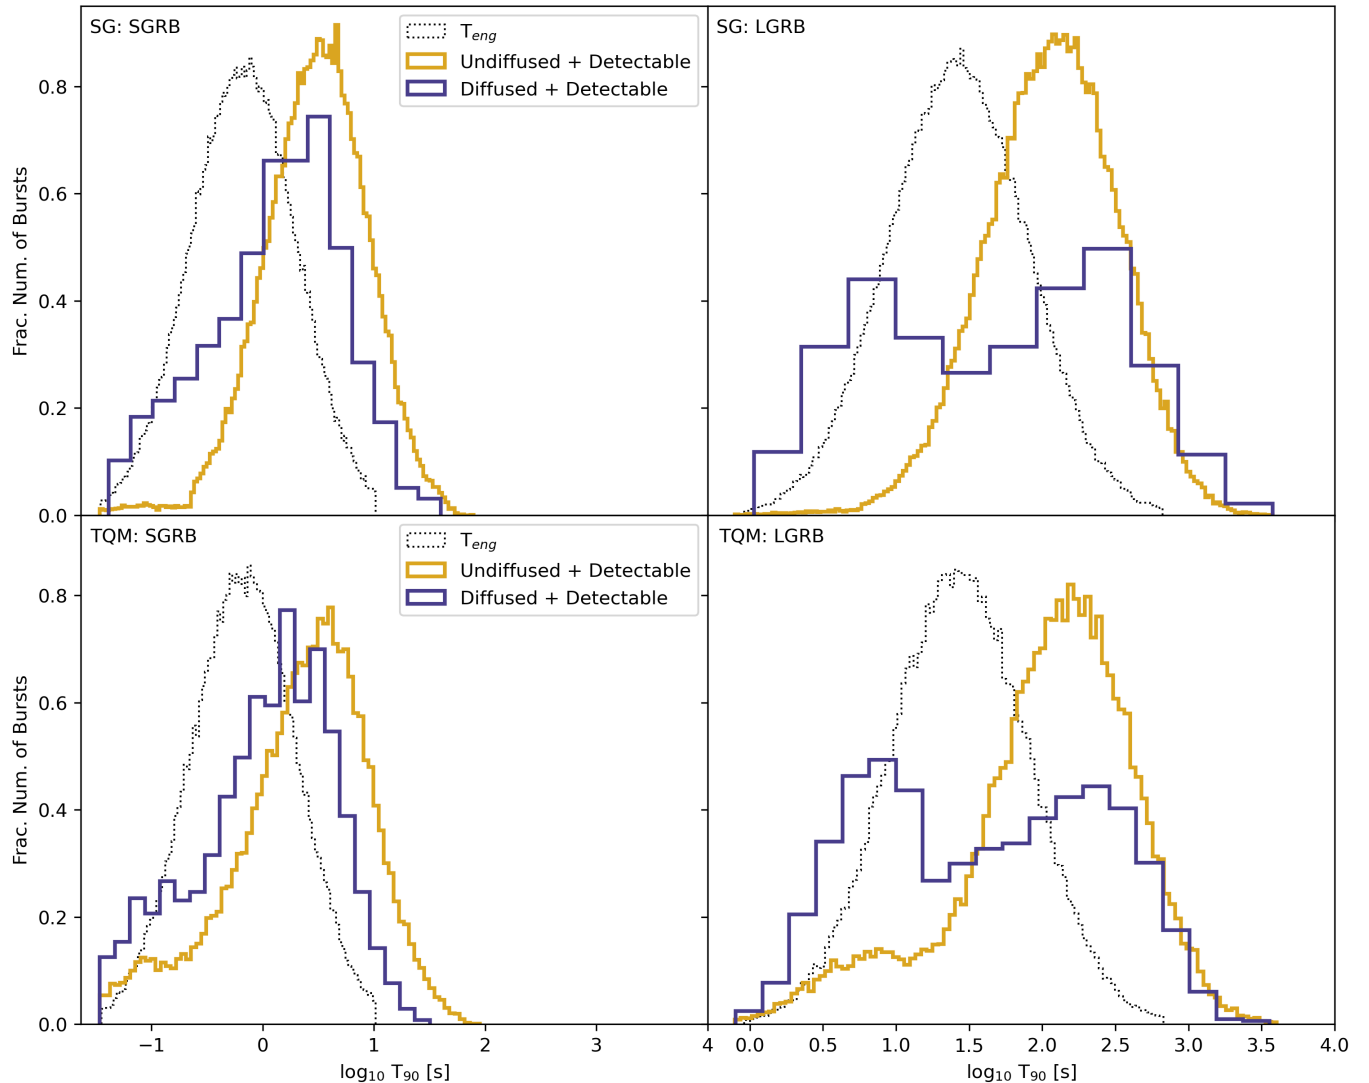 SG: SGRB
T_eng
Undiffused + Detectable
Diffused + Detectable
SG: LGRB
Frac. Num. of Bursts
0.8
0.6
0.4
0.2
0.0
TQM: SGRB
T_eng
Undiffused + Detectable
Diffused + Detectable
TQM: LGRB
Frac. Num. of Bursts
0.8
0.6
0.4
0.2
0.0
−1 0 1 2 3 4
log₁₀ T₉₀ [s]
0.0 0.5 1.0 1.5 2.0 2.5 3.0 3.5 4.0
log₁₀ T₉₀ [s]